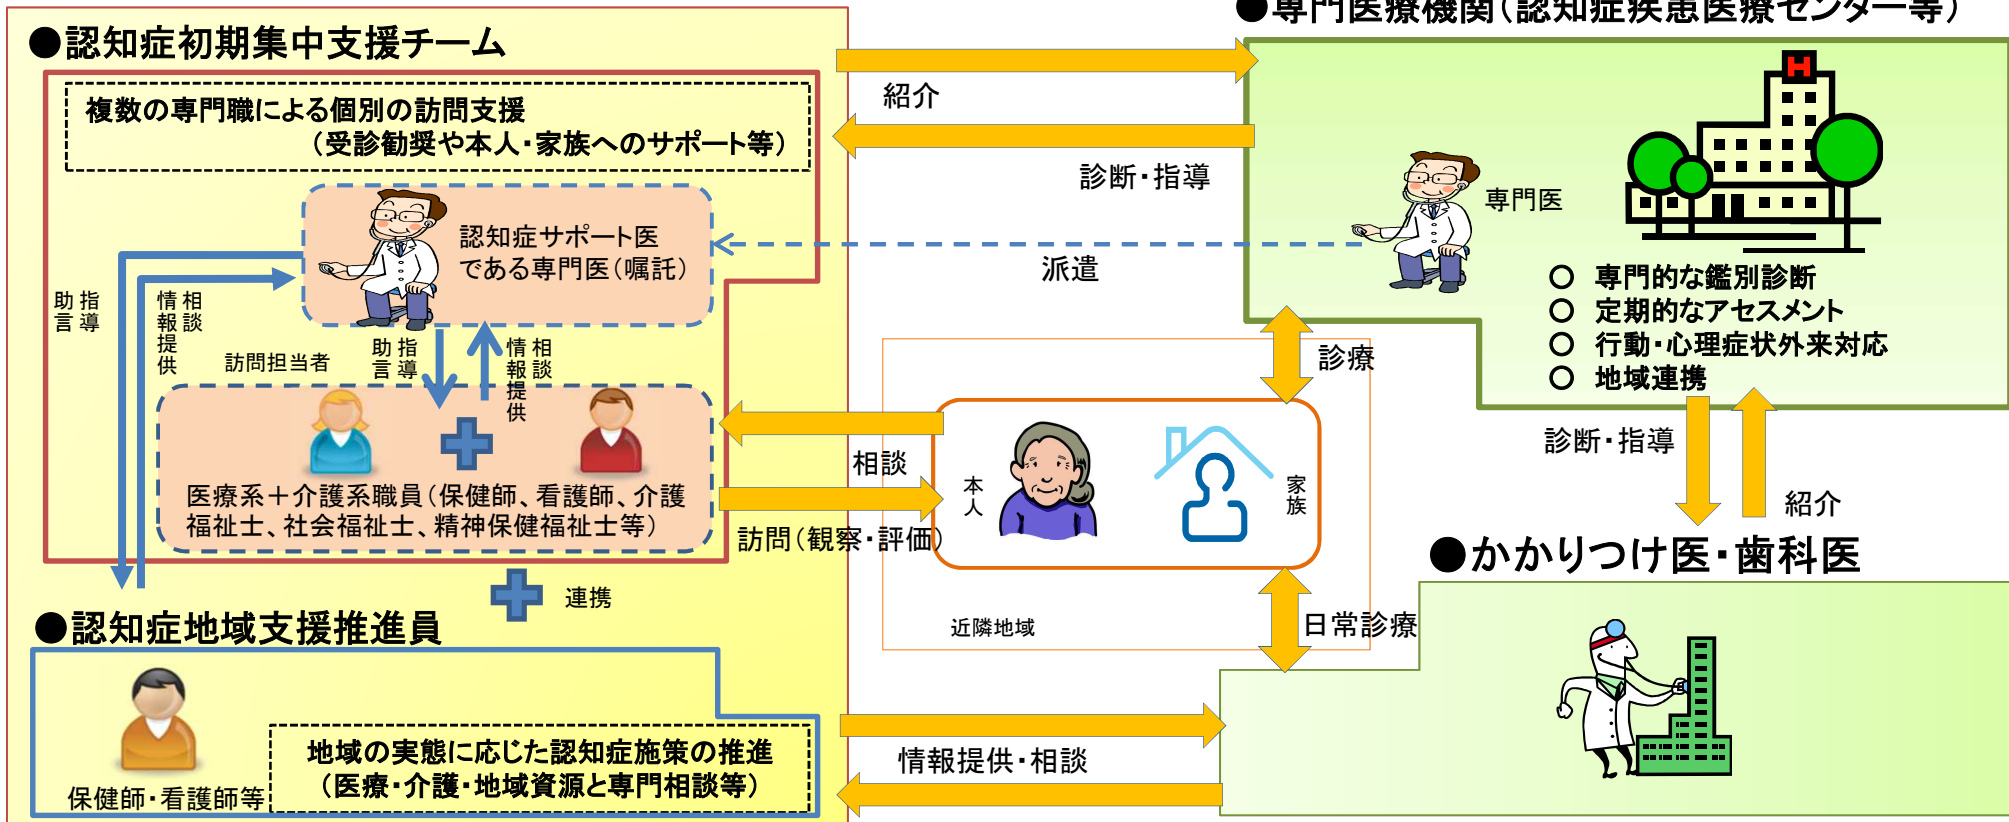 ●認知症初期集中支援チーム
複数の専門職による個別の訪問支援
（受診勧奨や本人・家族へのサポート等）
認知症サポート医
である専門医（嘱託）
指導
助言
相談
情報提供
訪問担当者
指導
助言
相談
情報提供
医療系＋介護系職員（保健師、看護師、介護
福祉士、社会福祉士、精神保健福祉士等）
連携
●認知症地域支援推進員
保健師・看護師等
地域の実態に応じた認知症施策の推進
（医療・介護・地域資源と専門相談等）
紹介
診断・指導
派遣
診療
相談
訪問（観察・評価）
本人
家族
近隣地域
日常診療
情報提供・相談
●専門医療機関（認知症疾患医療センター等）
H
専門医
○ 専門的な鑑別診断
○ 定期的なアセスメント
○ 行動・心理症状外来対応
○ 地域連携
診断・指導
紹介
●かかりつけ医・歯科医